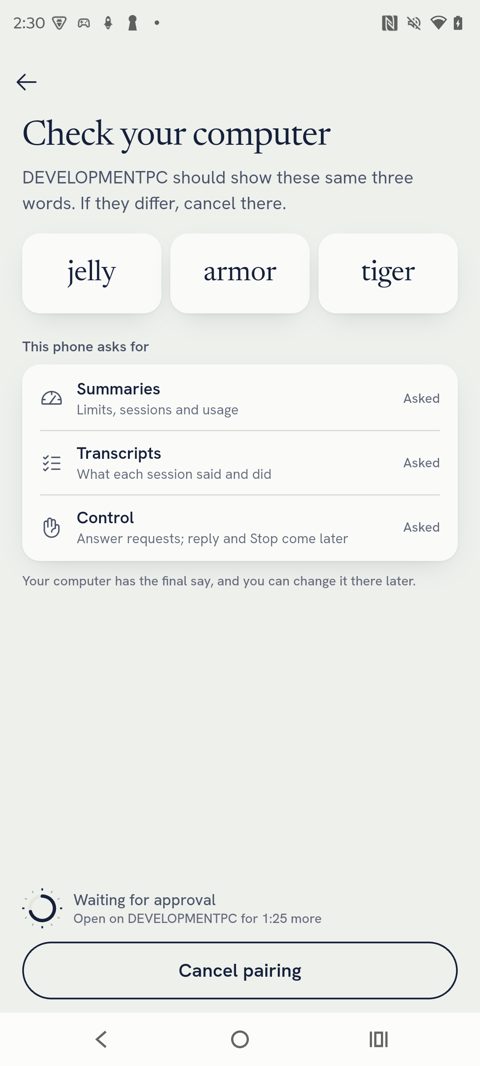 2:30
Check your computer
DEVELOPMENTPC should show these same three
words. If they differ, cancel there.
jelly armor tiger
This phone asks for
Summaries
Limits, sessions and usage
Asked
Transcripts
What each session said and did
Asked
Control
Answer requests; reply and Stop come later
Asked
Your computer has the final say, and you can change it there later.
Waiting for approval
Open on DEVELOPMENTPC for 1:25 more
Cancel pairing